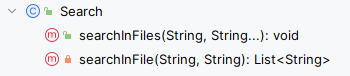 Search
searchInFiles(String, String...): void
searchInFile(String, String): List<String>